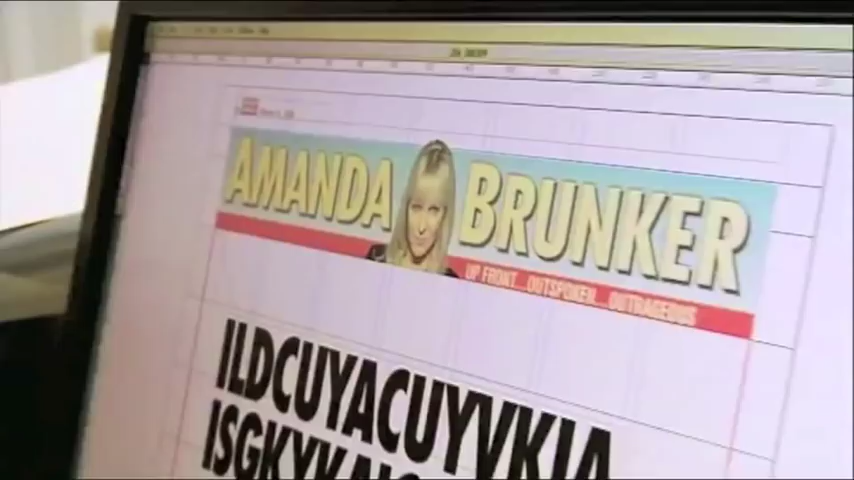 AMANDA BRUNKER
UP FRONT...OUTSPOKEN...OUTRAGEOUS
ILDCUYACUYVKIA